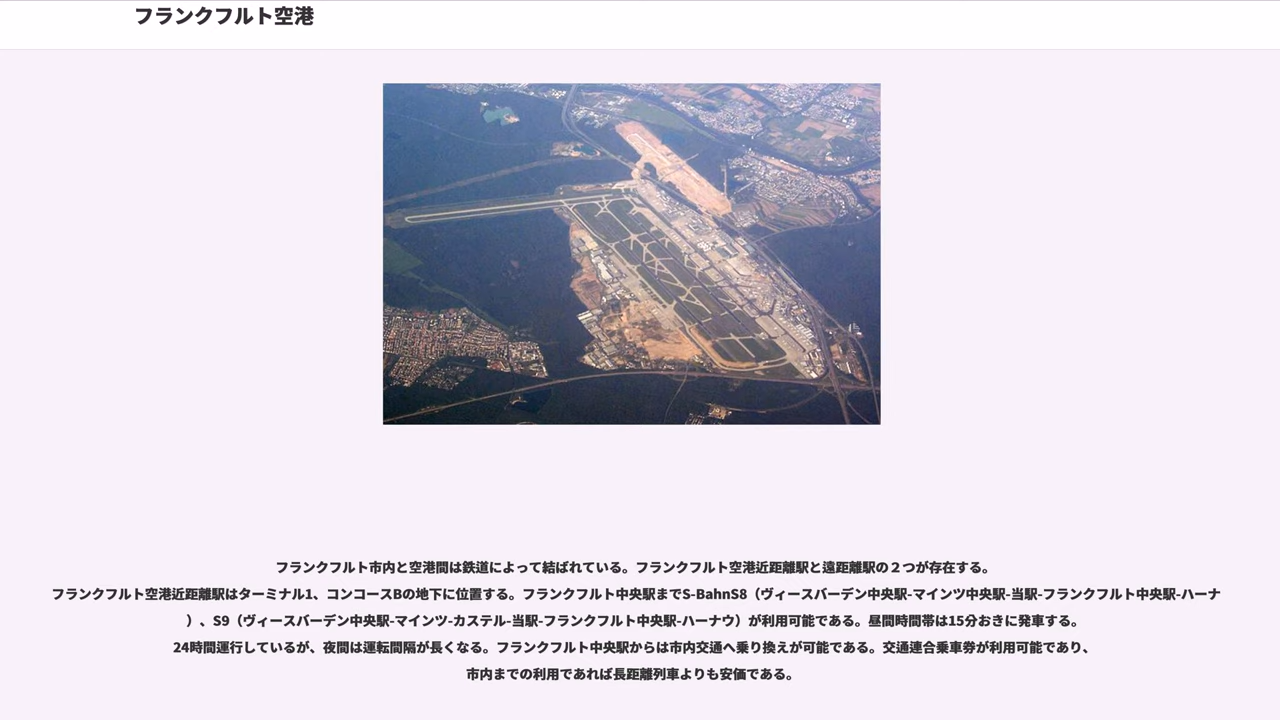 フランクフルト空港
フランクフルト市内と空港間は鉄道によって結ばれている。フランクフルト空港近距離駅と遠距離駅の２つが存在する。
フランクフルト空港近距離駅はターミナル1、コンコースBの地下に位置する。フランクフルト中央駅までS-BahnS8（ヴィースバーデン中央駅-マインツ中央駅-当駅-フランクフルト中央駅-ハーナ
）、S9（ヴィースバーデン中央駅-マインツ-カステル-当駅-フランクフルト中央駅-ハーナウ）が利用可能である。昼間時間帯は15分おきに発車する。
24時間運行しているが、夜間は運転間隔が長くなる。フランクフルト中央駅からは市内交通へ乗り換えが可能である。交通連合乗車券が利用可能であり、
市内までの利用であれば長距離列車よりも安価である。